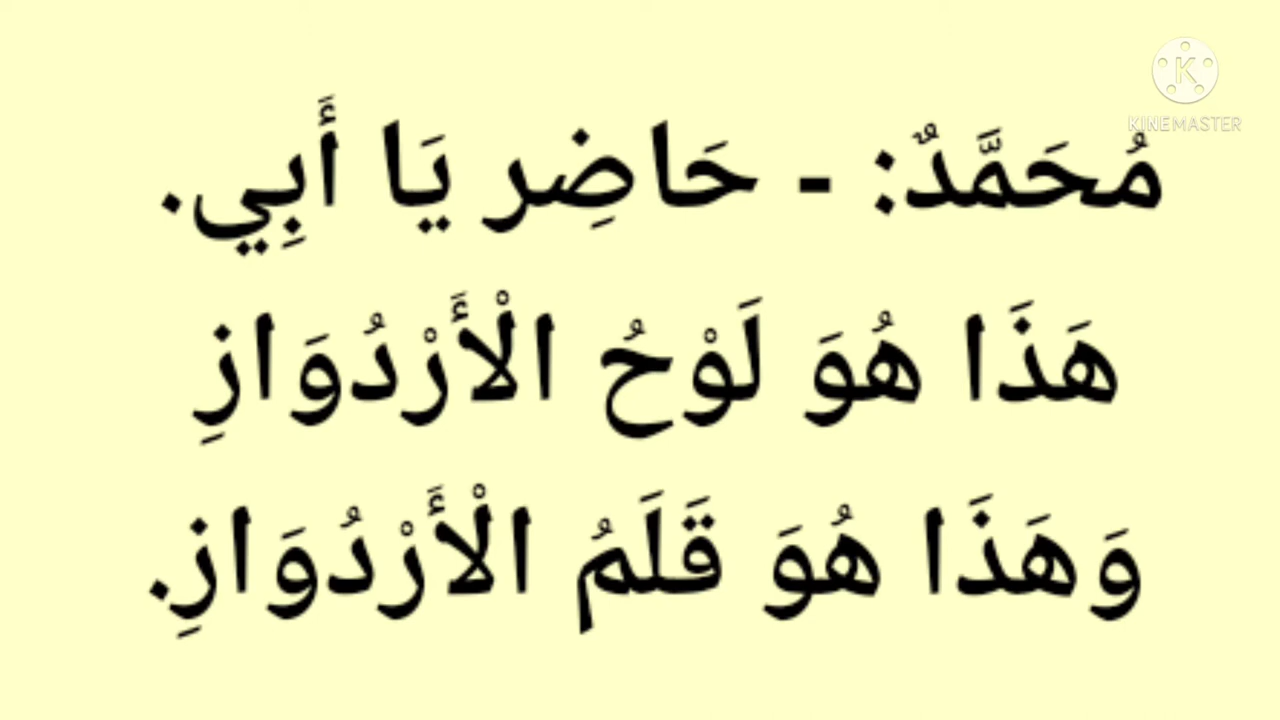 KINEMASTER
مُحَمَّدٌ: - حَاضِر يَا أَبِي.
هَذَا هُوَ لَوْحُ الْأَرْدُوَازِ
وَهَذَا هُوَ قَلَمُ الْأَرْدُوَازِ.